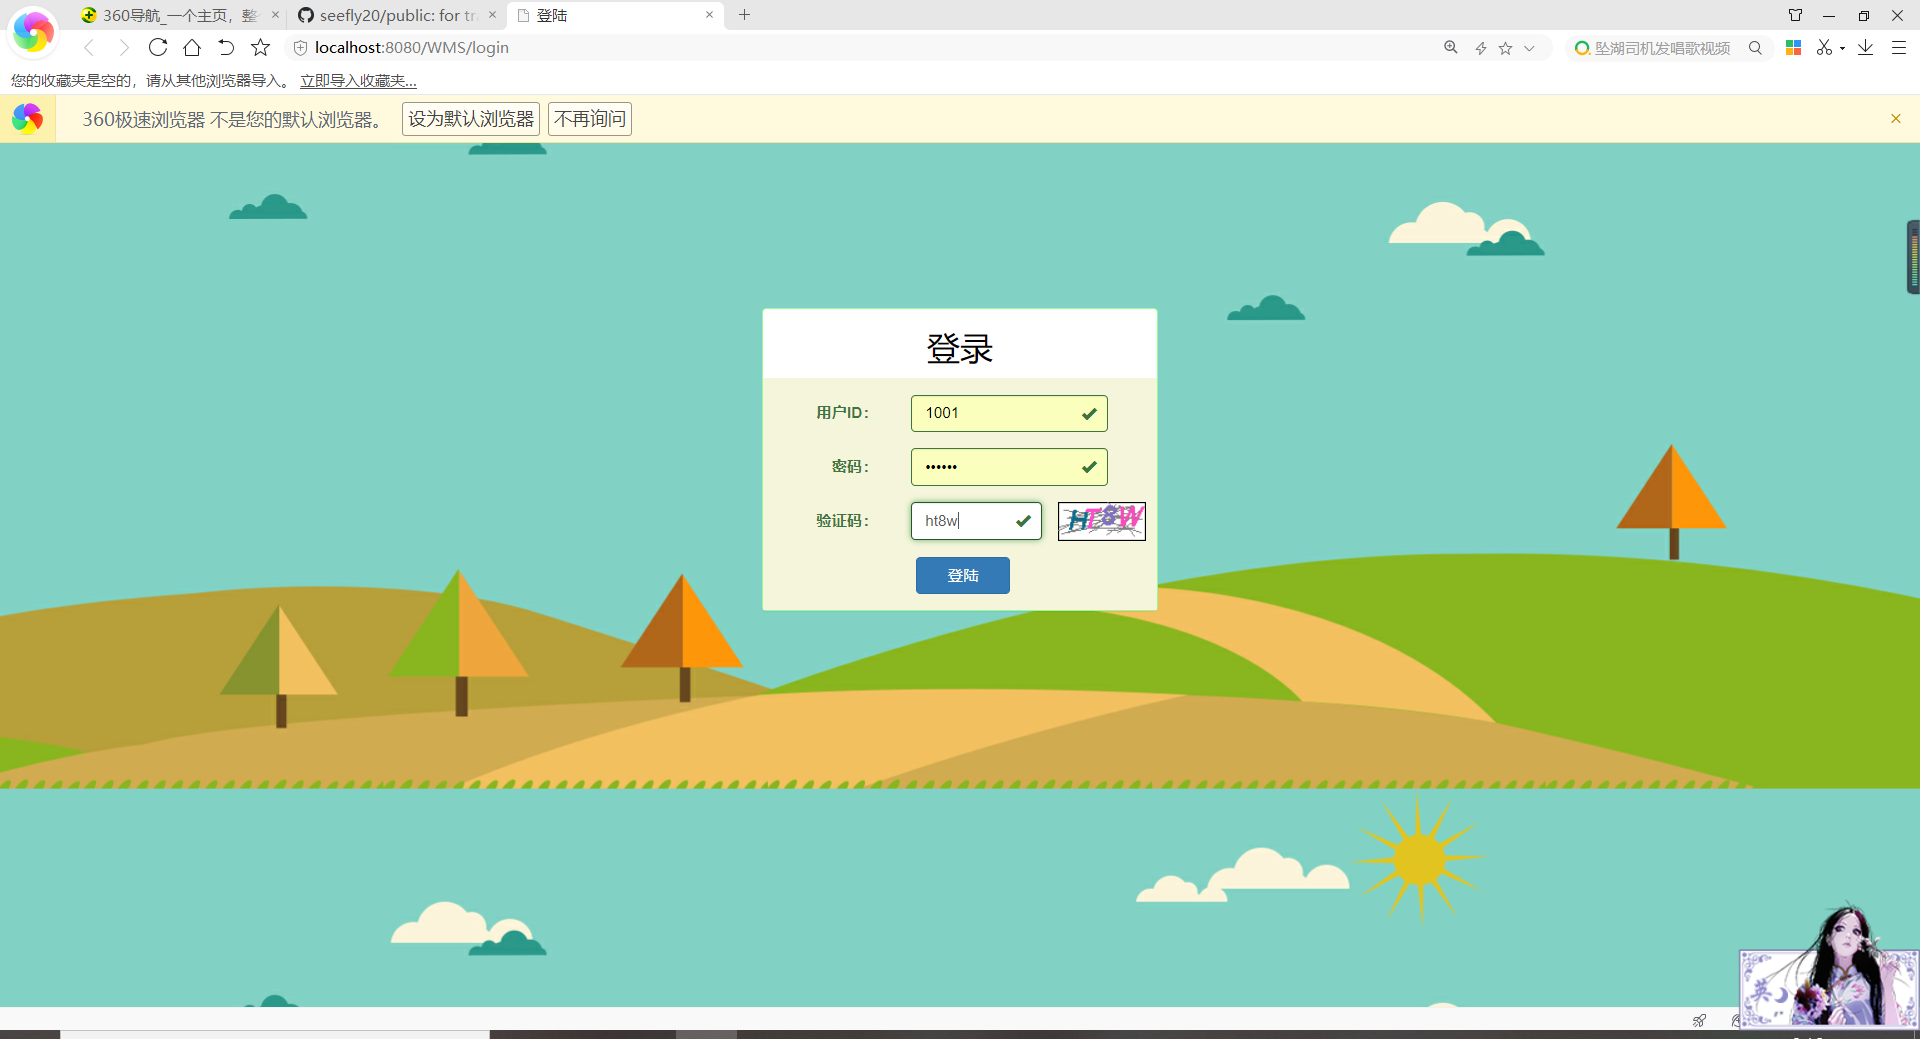 360导航_一个主页，整
seefly20/public: for tr
登陆
localhost:8080/WMS/login
坠湖司机发唱歌视频
您的收藏夹是空的，请从其他浏览器导入。 立即导入收藏夹...
360极速浏览器 不是您的默认浏览器。 设为默认浏览器 不再询问
登录
用户ID： 1001
密码： ••••••
验证码： ht8w HT8W
登陆
英